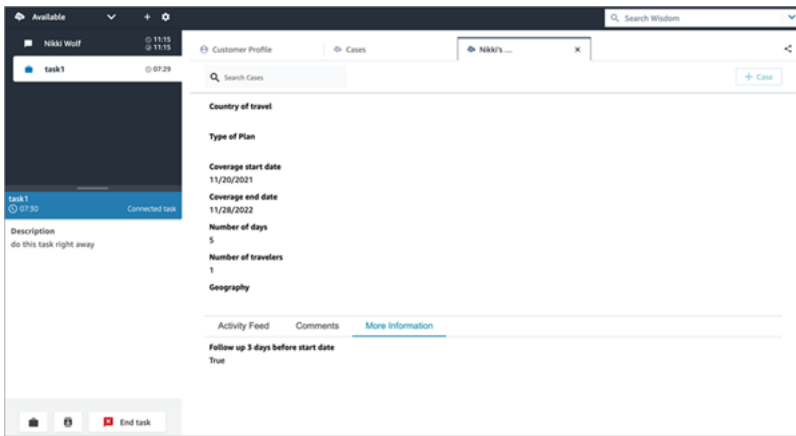 Available
Search Wisdom
Nikki Wolf
11:15
11:15
task1
07:29
Customer Profile
Cases
Nikki's ...
Search Cases
+ Case
Country of travel
Type of Plan
Coverage start date
11/20/2021
Coverage end date
11/28/2022
Number of days
5
Number of travelers
1
Geography
task1
07:30
Connected task
Description
do this task right away
Activity Feed
Comments
More Information
Follow up 3 days before start date
True
End task